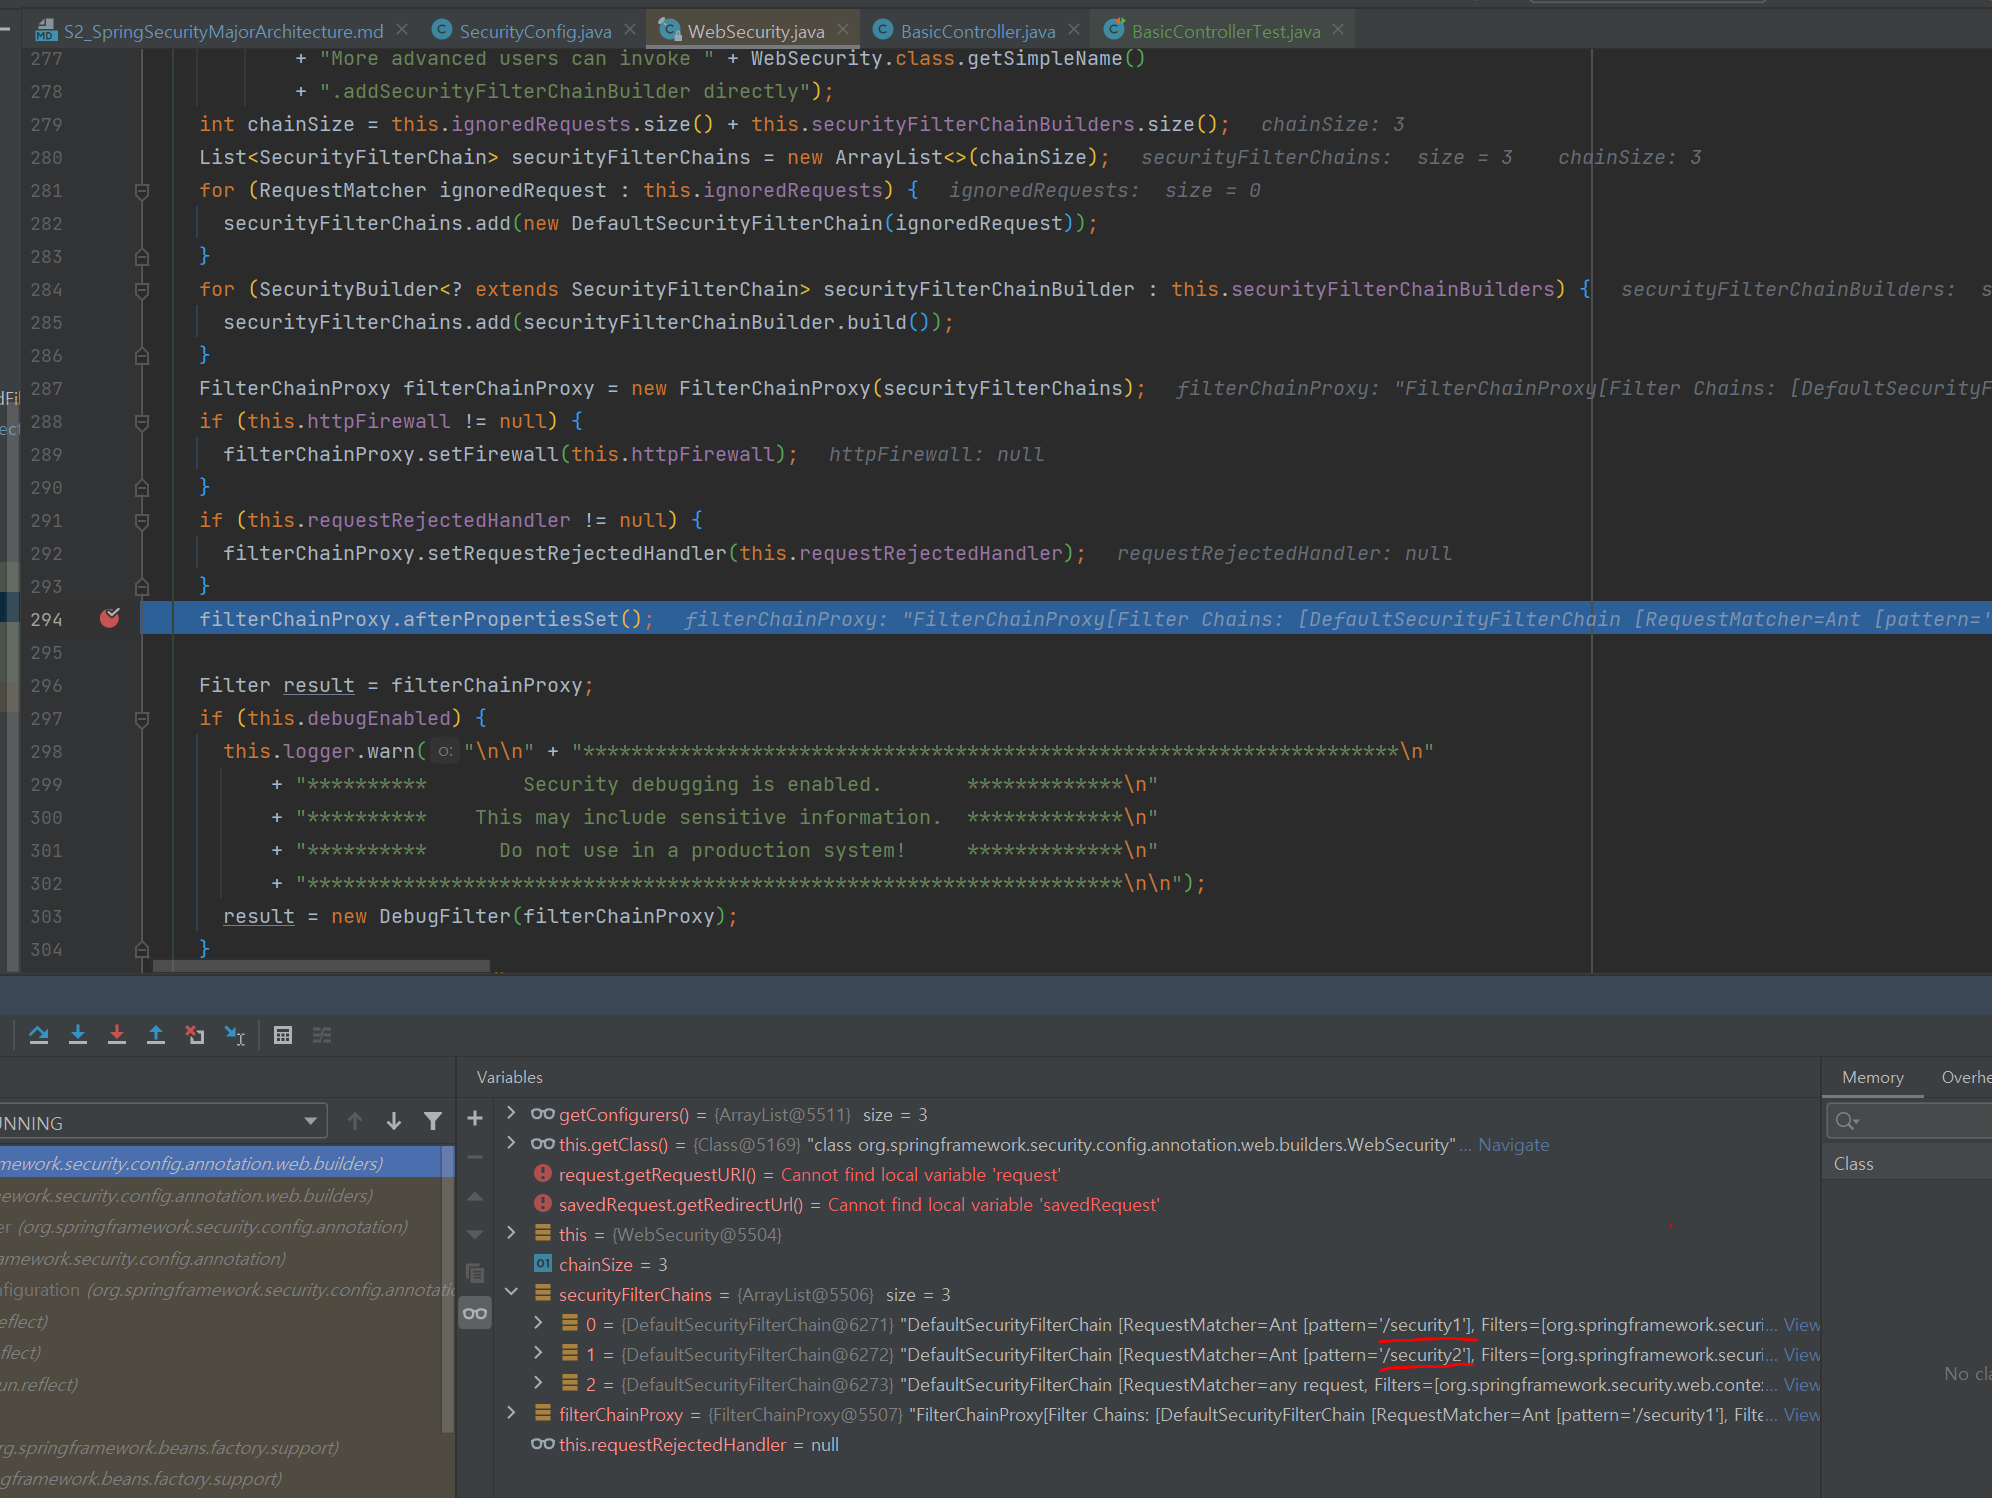 S2_SpringSecurityMajorArchitecture.md SecurityConfig.java WebSecurity.java BasicController.java BasicControllerTest.java
277 + "More advanced users can invoke " + WebSecurity.class.getSimpleName()
278 + ".addSecurityFilterChainBuilder directly");
279 int chainSize = this.ignoredRequests.size() + this.securityFilterChainBuilders.size(); chainSize: 3
280 List<SecurityFilterChain> securityFilterChains = new ArrayList<>(chainSize); securityFilterChains: size = 3 chainSize: 3
281 for (RequestMatcher ignoredRequest : this.ignoredRequests) { ignoredRequests: size = 0
282 securityFilterChains.add(new DefaultSecurityFilterChain(ignoredRequest));
283 }
284 for (SecurityBuilder<? extends SecurityFilterChain> securityFilterChainBuilder : this.securityFilterChainBuilders) { securityFilterChainBuilders: s
285 securityFilterChains.add(securityFilterChainBuilder.build());
286 }
287 FilterChainProxy filterChainProxy = new FilterChainProxy(securityFilterChains); filterChainProxy: "FilterChainProxy[Filter Chains: [DefaultSecurityF
288 if (this.httpFirewall != null) {
289 filterChainProxy.setFirewall(this.httpFirewall); httpFirewall: null
290 }
291 if (this.requestRejectedHandler != null) {
292 filterChainProxy.setRequestRejectedHandler(this.requestRejectedHandler); requestRejectedHandler: null
293 }
294 filterChainProxy.afterPropertiesSet(); filterChainProxy: "FilterChainProxy[Filter Chains: [DefaultSecurityFilterChain [RequestMatcher=Ant [pattern='
295
296 Filter result = filterChainProxy;
297 if (this.debugEnabled) {
298 this.logger.warn( o: "\n\n" + "********************************************************************\n"
299 + "********** Security debugging is enabled. *************\n"
300 + "********** This may include sensitive information. *************\n"
301 + "********** Do not use in a production system! *************\n"
302 + "********************************************************************\n\n");
303 result = new DebugFilter(filterChainProxy);
304 }
Variables
Memory Overhe
NNING
getConfigurers() = {ArrayList@5511} size = 3
this.getClass() = {Class@5169} "class org.springframework.security.config.annotation.web.builders.WebSecurity" ... Navigate
request.getRequestURI() = Cannot find local variable 'request'
savedRequest.getRedirectUrl() = Cannot find local variable 'savedRequest'
this = {WebSecurity@5504}
chainSize = 3
securityFilterChains = {ArrayList@5506} size = 3
0 = {DefaultSecurityFilterChain@6271} "DefaultSecurityFilterChain [RequestMatcher=Ant [pattern='/security1'], Filters=[org.springframework.securi... View
1 = {DefaultSecurityFilterChain@6272} "DefaultSecurityFilterChain [RequestMatcher=Ant [pattern='/security2'], Filters=[org.springframework.securi... View
2 = {DefaultSecurityFilterChain@6273} "DefaultSecurityFilterChain [RequestMatcher=any request, Filters=[org.springframework.security.web.conte... View
filterChainProxy = {FilterChainProxy@5507} "FilterChainProxy[Filter Chains: [DefaultSecurityFilterChain [RequestMatcher=Ant [pattern='/security1'], Filte... View
this.requestRejectedHandler = null
mework.security.config.annotation.web.builders)
ework.security.config.annotation.web.builders)
er (org.springframework.security.config.annotation)
amework.security.config.annotation)
nfiguration (org.springframework.security.config.annotatio
eflect)
flect)
un.reflect)
rg.springframework.beans.factory.support)
ngframework.beans.factory.support)
Class
No cla